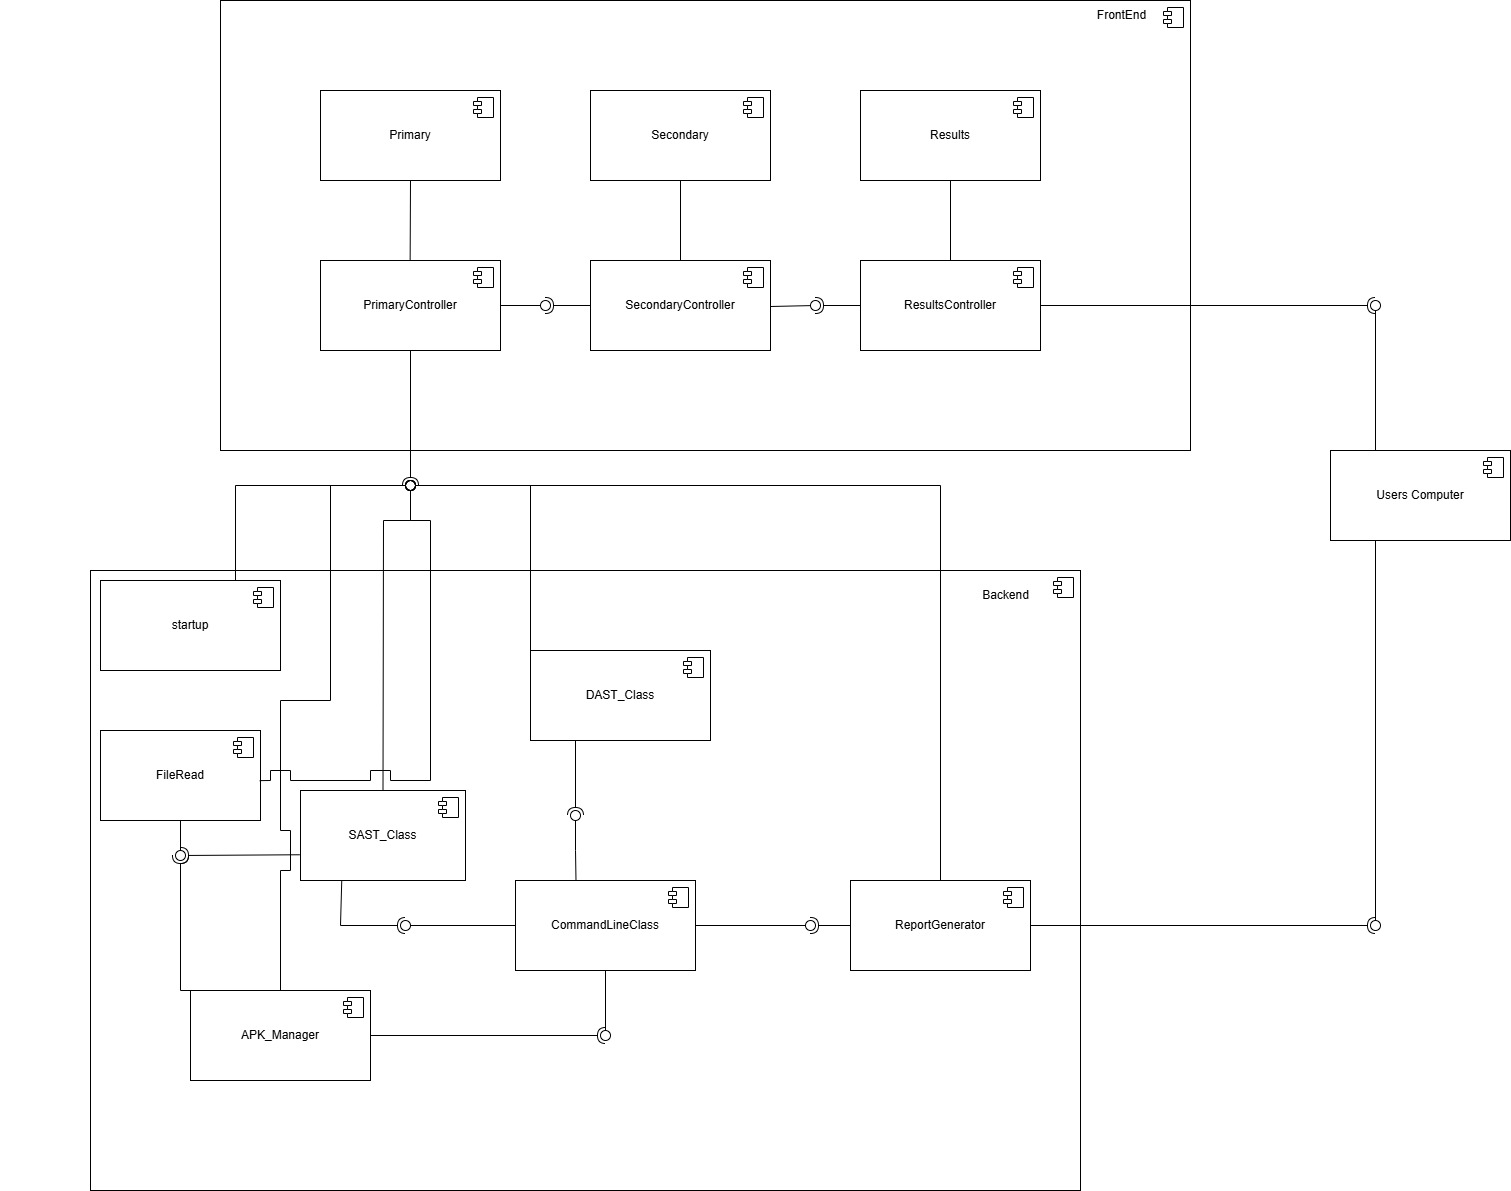 FrontEnd
Primary
Secondary
Results
PrimaryController
SecondaryController
ResultsController
Users Computer
Backend
startup
DAST_Class
FileRead
SAST_Class
CommandLineClass
ReportGenerator
APK_Manager